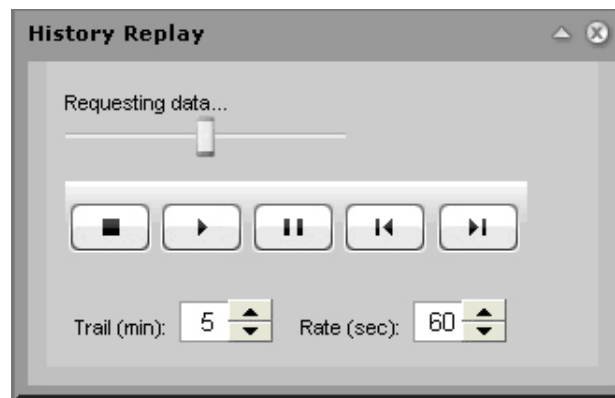 History Replay
Requesting data...
Trail (min): 5 Rate (sec): 60